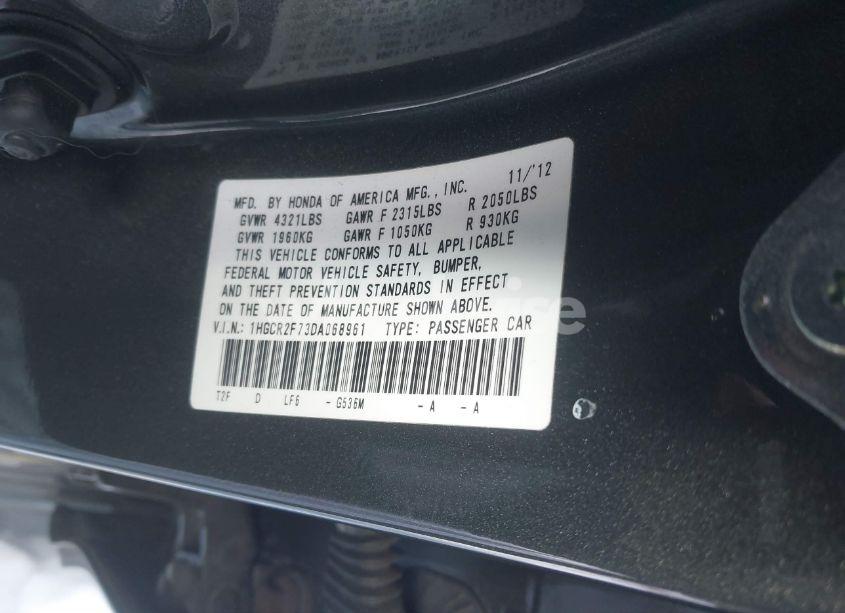 MFD. BY HONDA OF AMERICA MFG., INC. 11/'12
GVWR 4321LBS GAWR F 2315LBS R 2050LBS
GVWR 1960KG GAWR F 1050KG R 930KG
THIS VEHICLE CONFORMS TO ALL APPLICABLE
FEDERAL MOTOR VEHICLE SAFETY, BUMPER,
AND THEFT PREVENTION STANDARDS IN EFFECT
ON THE DATE OF MANUFACTURE SHOWN ABOVE.
V.I.N.: 1HGCR2F73DA068961 TYPE: PASSENGER CAR
T2F D LF6 - G536M - A - A